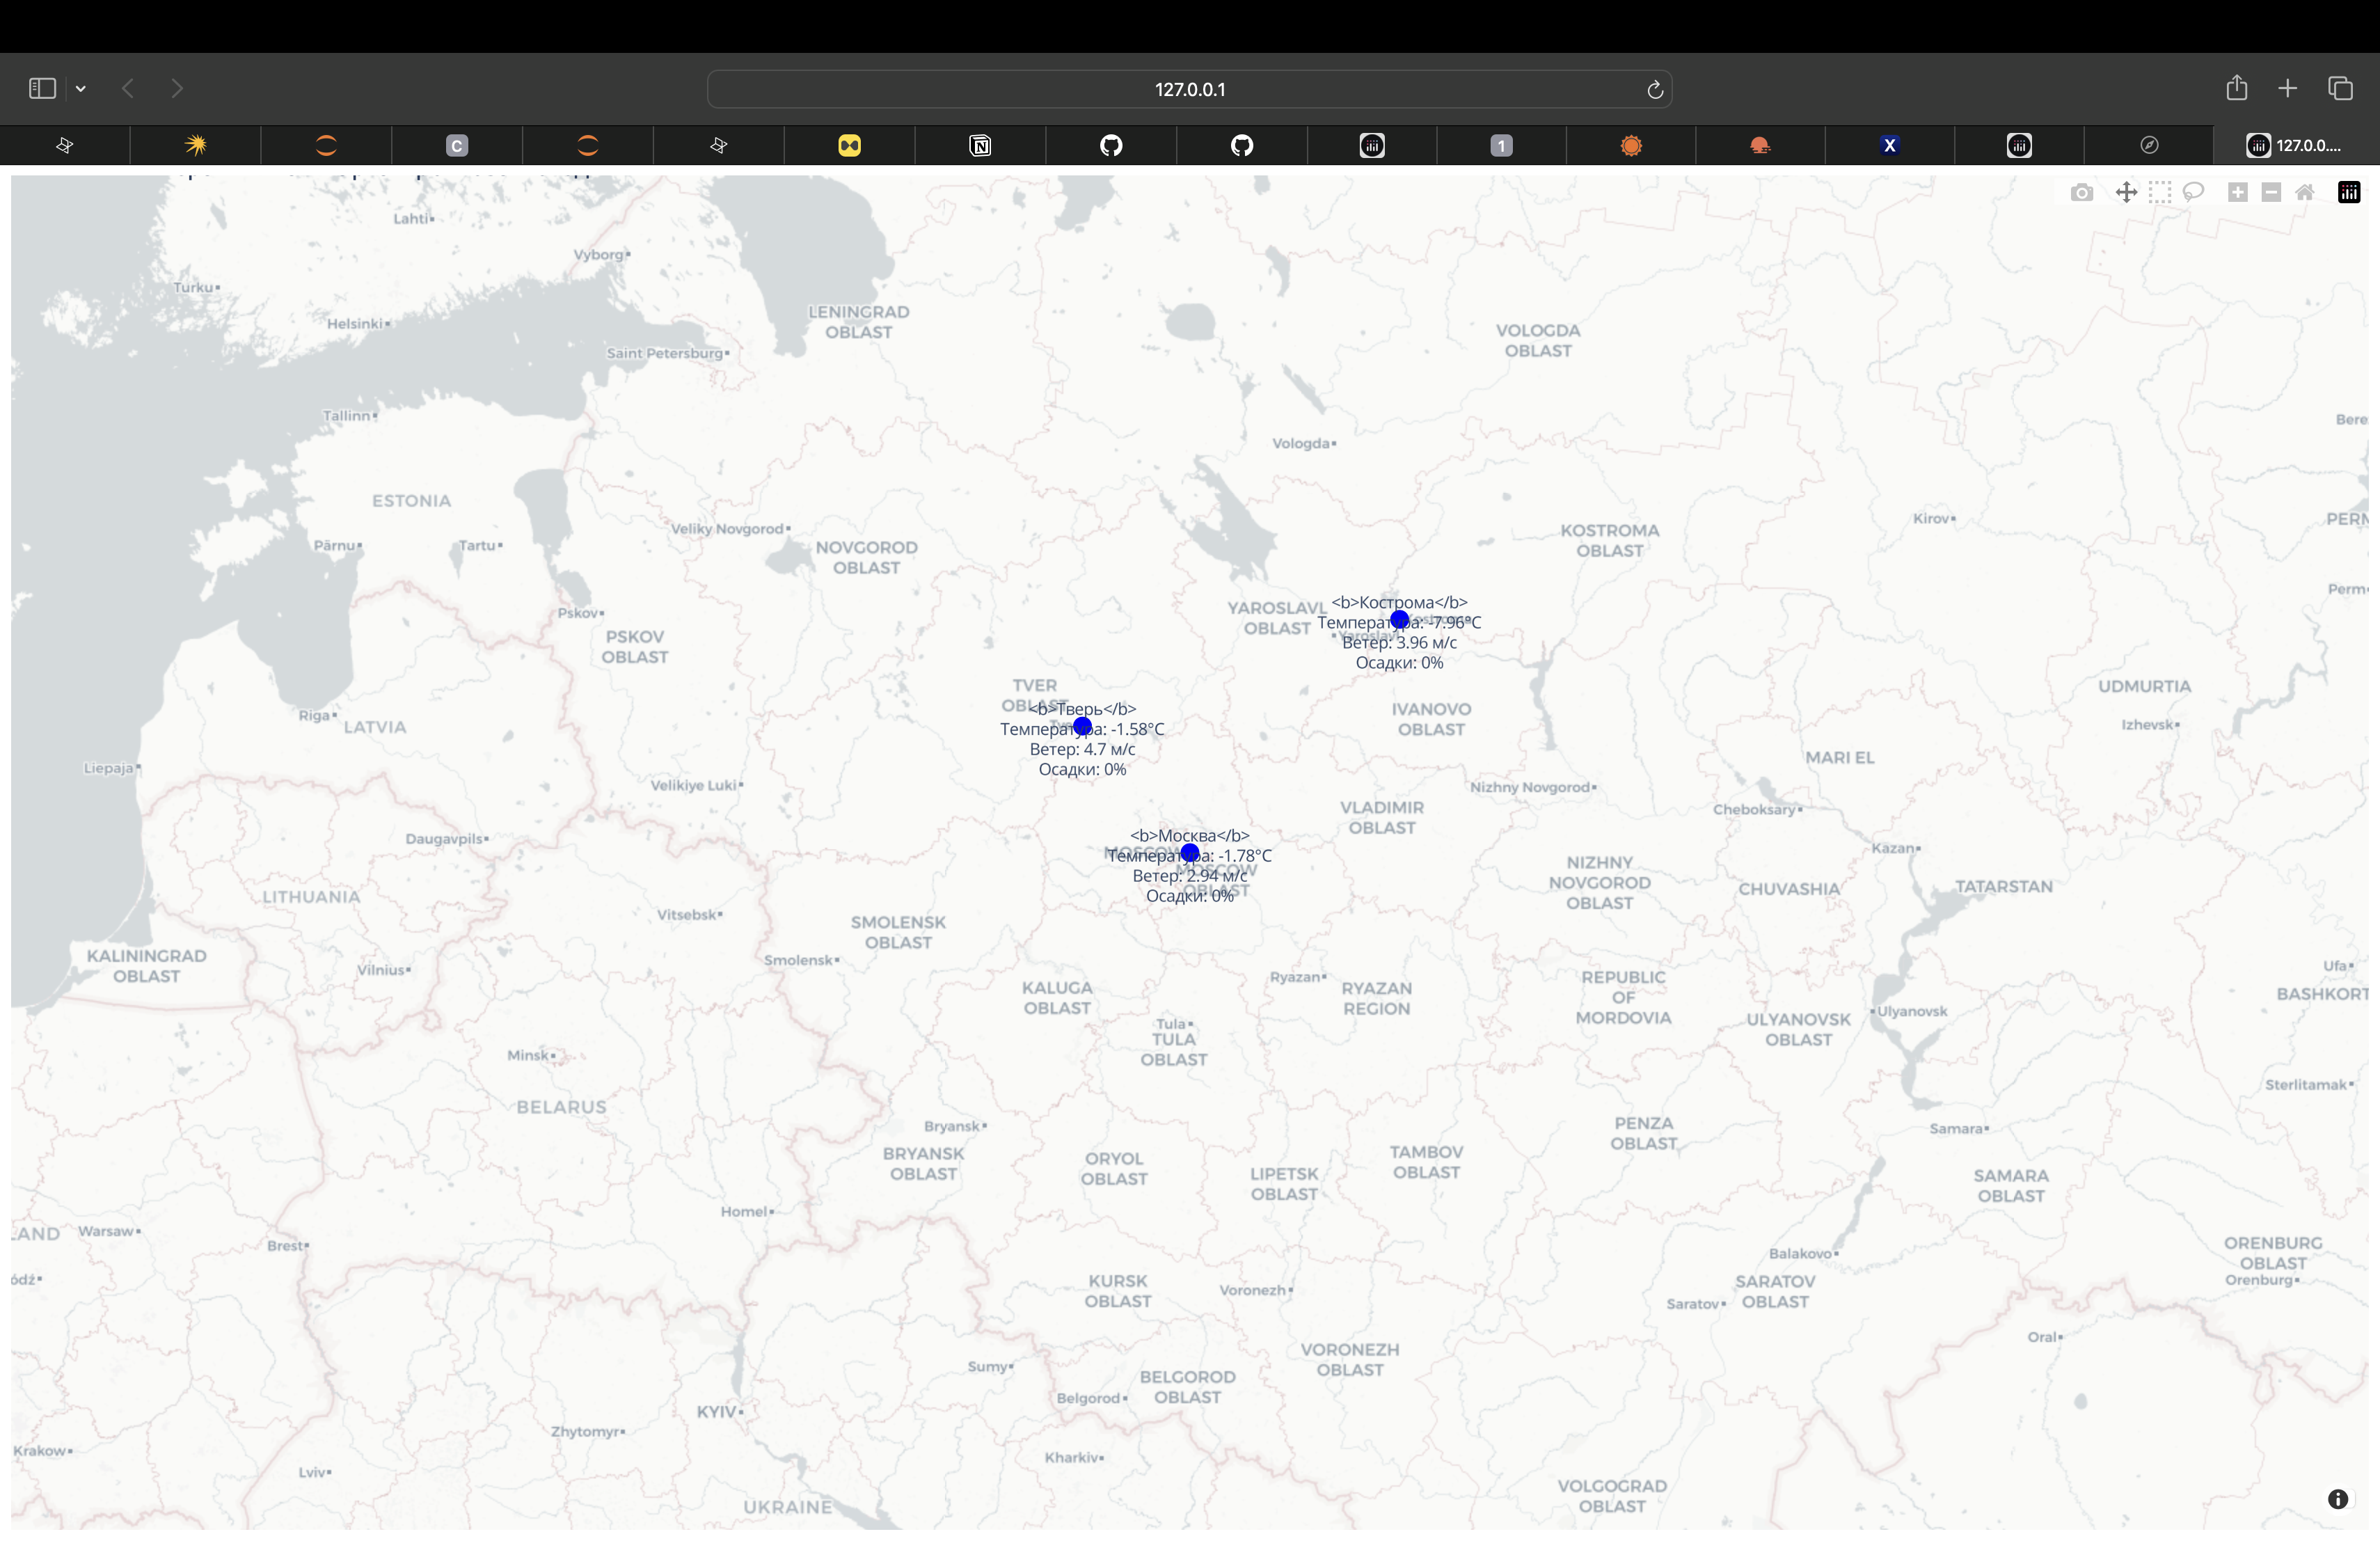 127.0.0.1
C
N
1
X
127.0.0....
Lahti
Vyborg
Turku
Helsinki
LENINGRAD
OBLAST
VOLOGDA
OBLAST
Saint Petersburg
Tallinn
Bere
Vologda
ESTONIA
Kirov
PERM
Veliky Novgorod
KOSTROMA
OBLAST
Pärnu
Tartu
NOVGOROD
OBLAST
Perm
<b>Кострома</b>
Температура: -7.96°C
Ветер: 3.96 м/с
Осадки: 0%
YAROSLAVL
OBLAST
Yaroslavl
Pskov
PSKOV
OBLAST
TVER
OBLAST
<b>Тверь</b>
Температура: -1.58°C
Ветер: 4.7 м/с
Осадки: 0%
UDMURTIA
IVANOVO
OBLAST
Riga
LATVIA
Izhevsk
MARI EL
Liepaja
Velikiye Luki
Nizhny Novgorod
VLADIMIR
OBLAST
Cheboksary
Daugavpils
<b>Москва</b>
Температура: -1.78°C
Ветер: 2.94 м/с
Осадки: 0%
MOSCOW
MOSCOW
OBLAST
Kazan
NIZHNY
NOVGOROD
OBLAST
CHUVASHIA
TATARSTAN
LITHUANIA
Vitsebsk
SMOLENSK
OBLAST
KALININGRAD
OBLAST
Vilnius
Smolensk
Ufa
Ryazan
KALUGA
OBLAST
RYAZAN
REGION
REPUBLIC
OF
MORDOVIA
BASHKORT
Ulyanovsk
ULYANOVSK
OBLAST
Tula
TULA
OBLAST
Minsk
Sterlitamak
BELARUS
Bryansk
BRYANSK
OBLAST
PENZA
OBLAST
Samara
ORYOL
OBLAST
TAMBOV
OBLAST
LIPETSK
OBLAST
SAMARA
OBLAST
Homel
LAND
Warsaw
Brest
Balakovo
ORENBURG
OBLAST
Orenburg
ódź
KURSK
OBLAST
Voronezh
SARATOV
OBLAST
Saratov
Oral
VORONEZH
OBLAST
Sumy
BELGOROD
OBLAST
Belgorod
KYIV
Zhytomyr
Krakow
Kharkiv
Lviv
VOLGOGRAD
OBLAST
UKRAINE